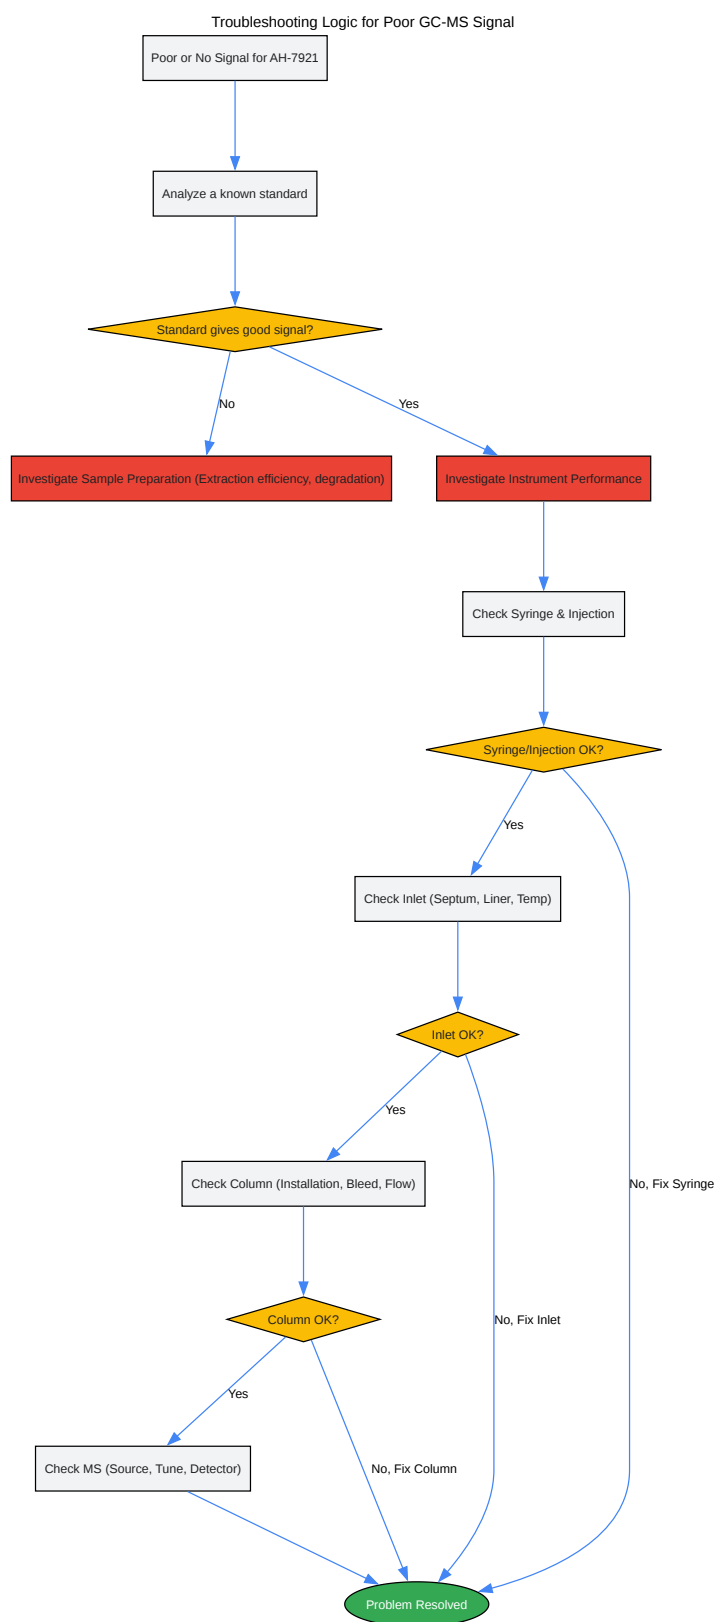 Troubleshooting Logic for Poor GC-MS Signal
Poor or No Signal for AH-7921
Analyze a known standard
Standard gives good signal?
No
Yes
Investigate Sample Preparation (Extraction efficiency, degradation)
Investigate Instrument Performance
Check Syringe & Injection
Syringe/Injection OK?
Yes
Check Inlet (Septum, Liner, Temp)
Inlet OK?
Yes
Check Column (Installation, Bleed, Flow)
No, Fix Syringe
Column OK?
No, Fix Inlet
Yes
Check MS (Source, Tune, Detector)
No, Fix Column
Problem Resolved